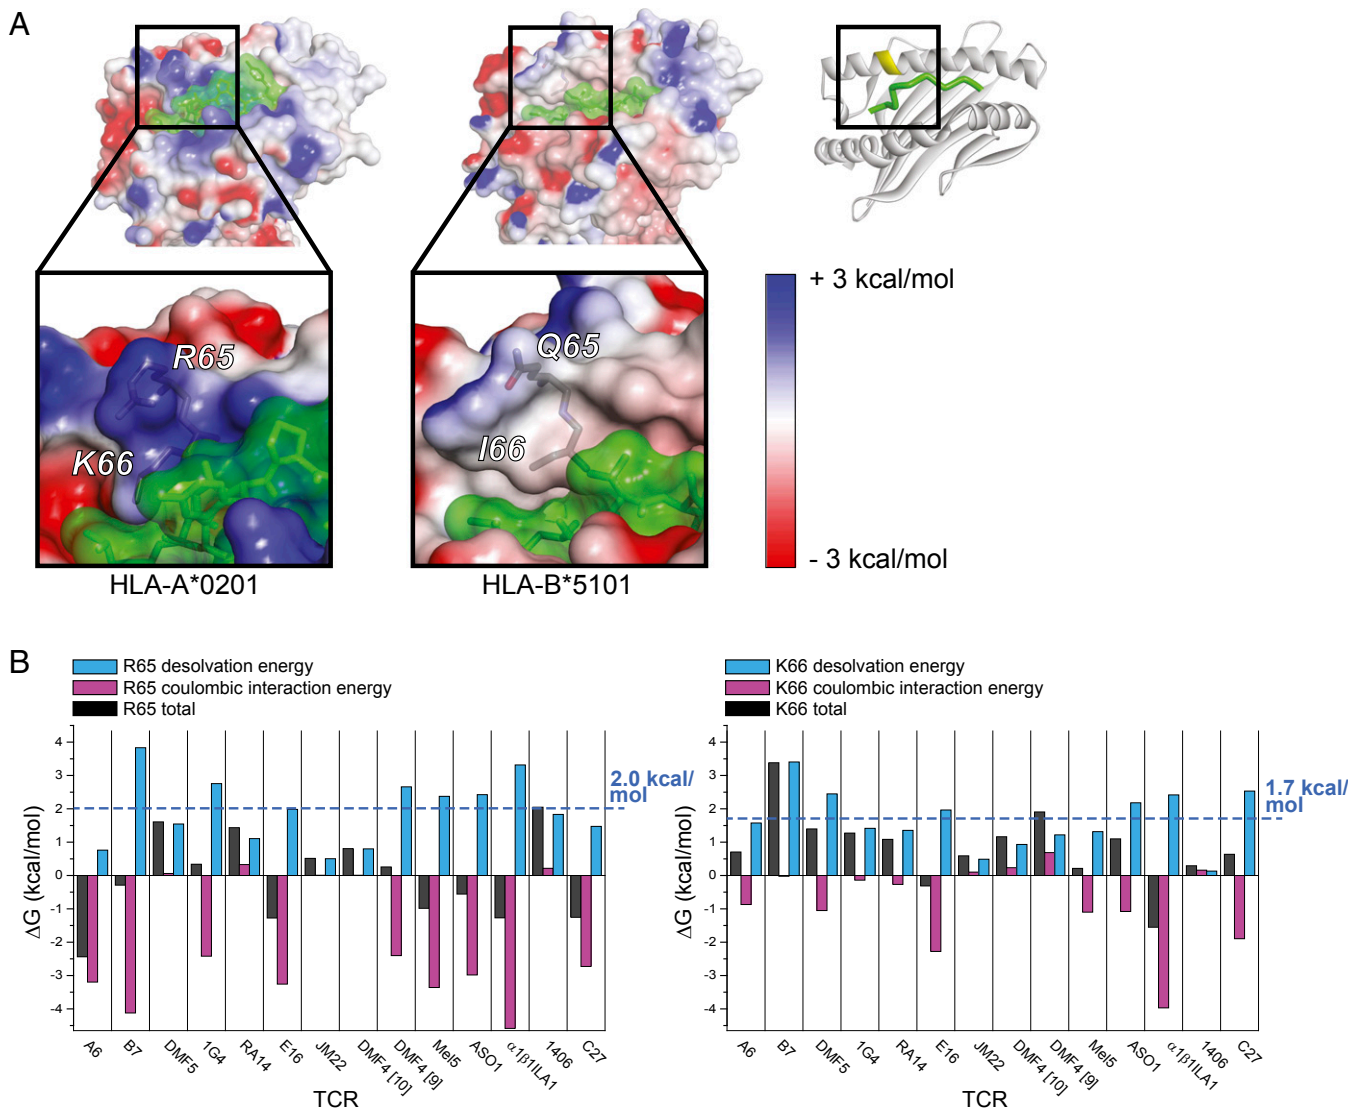 A
R65
K66
Q65
I66
+ 3 kcal/mol
- 3 kcal/mol
HLA-A*0201
HLA-B*5101
B
R65 desolvation energy
R65 coulombic interaction energy
R65 total
4
3
2
1
0
-1
-2
-3
-4
ΔG (kcal/mol)
2.0 kcal/
mol
A6
B7
DMF5
1G4
RA14
E16
JM22
DMF4 [10]
DMF4 [9]
Mel5
ASO1
α1β1ILA1
1406
C27
TCR
K66 desolvation energy
K66 coulombic interaction energy
K66 total
4
3
2
1
0
-1
-2
-3
-4
ΔG (kcal/mol)
1.7 kcal/
mol
A6
B7
DMF5
1G4
RA14
E16
JM22
DMF4 [10]
DMF4 [9]
Mel5
ASO1
α1β1ILA1
1406
C27
TCR